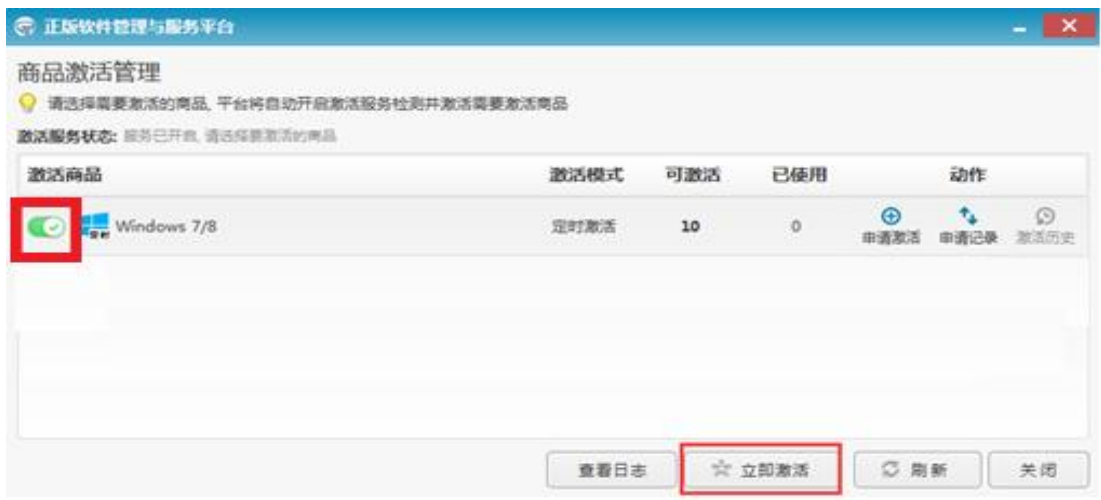 正版软件管理与服务平台
商品激活管理
请选择需要激活的商品, 平台将自动开启激活服务检测并激活需要激活商品
激活服务状态: 服务已开启, 请选择要激活的商品
激活商品 激活模式 可激活 已使用 动作
Windows 7/8 定时激活 10 0 申请激活 申请记录 激活历史
查看日志 立即激活 刷新 关闭